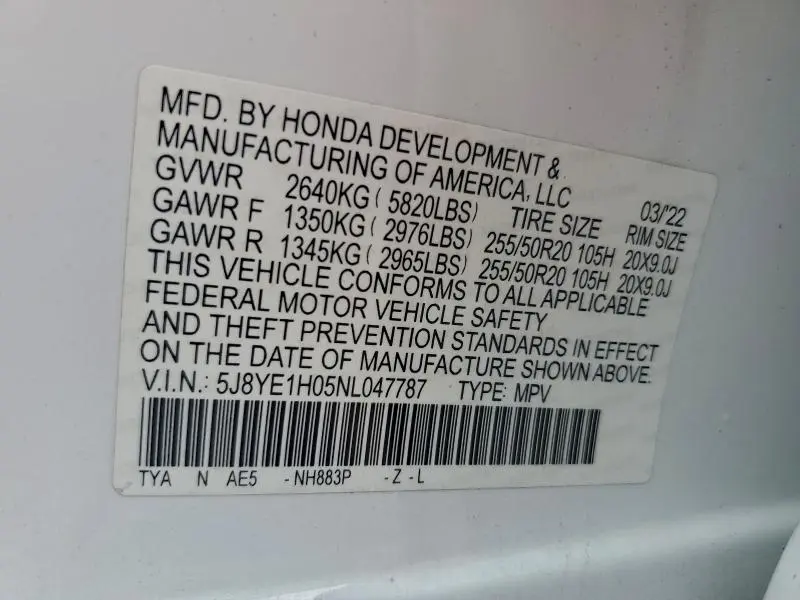 MFD. BY HONDA DEVELOPMENT &
MANUFACTURING OF AMERICA, LLC
GVWR 2640KG ( 5820LBS) TIRE SIZE 03/'22 RIM SIZE
GAWR F 1350KG ( 2976LBS) 255/50R20 105H 20X9.0J
GAWR R 1345KG ( 2965LBS) 255/50R20 105H 20X9.0J
THIS VEHICLE CONFORMS TO ALL APPLICABLE
FEDERAL MOTOR VEHICLE SAFETY
AND THEFT PREVENTION STANDARDS IN EFFECT
ON THE DATE OF MANUFACTURE SHOWN ABOVE.
V.I.N.: 5J8YE1H05NL047787 TYPE: MPV
TYA N AE5 -NH883P -Z -L